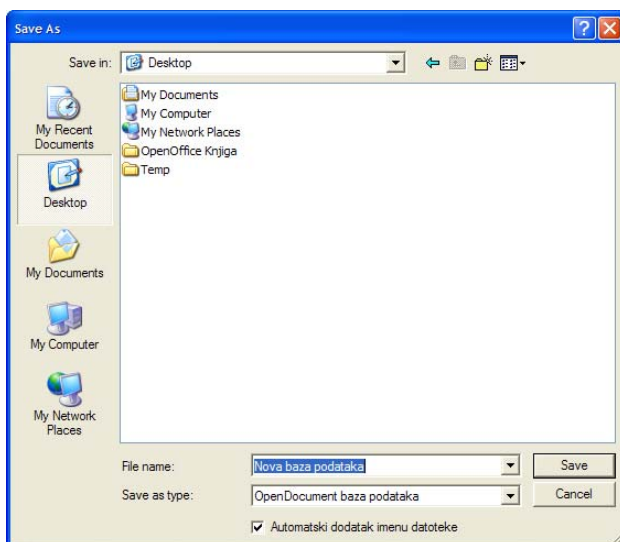 Save As
Save in:
Desktop
My Recent
Documents
Desktop
My Documents
My Computer
My Network
Places
My Documents
My Computer
My Network Places
OpenOffice Knjiga
Temp
File name:
Nova baza podataka
Save
Save as type:
OpenDocument baza podataka
Cancel
Automatski dodatak imenu datoteke